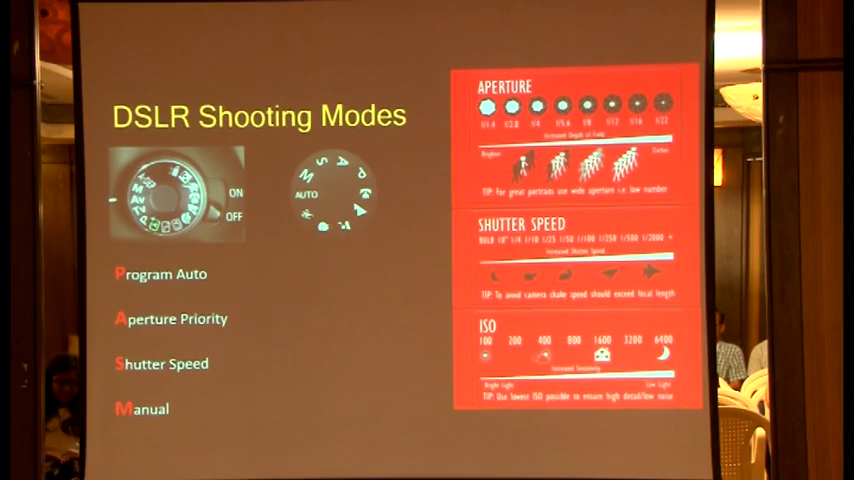 DSLR Shooting Modes
ON
OFF
A-DEP
M
Av
Tv
P
A
S
M
P
AUTO
Program Auto
Aperture Priority
Shutter Speed
Manual
APERTURE
f/1.4 f/2.8 f/4 f/5.6 f/8 f/12 f/16 f/22
Increased Depth of Field
Brighter Darker
TIP: For great portraits use wide aperture i.e. low number
SHUTTER SPEED
BULB 10" 1/4 1/10 1/25 1/50 1/100 1/250 1/500 1/2000 +
Increased Shutter Speed
TIP: To avoid camera shake speed should exceed focal length
ISO
100 200 400 800 1600 3200 6400
Increased Sensitivity
Bright Light Low Light
TIP: Use lowest ISO possible to ensure high detail/low noise